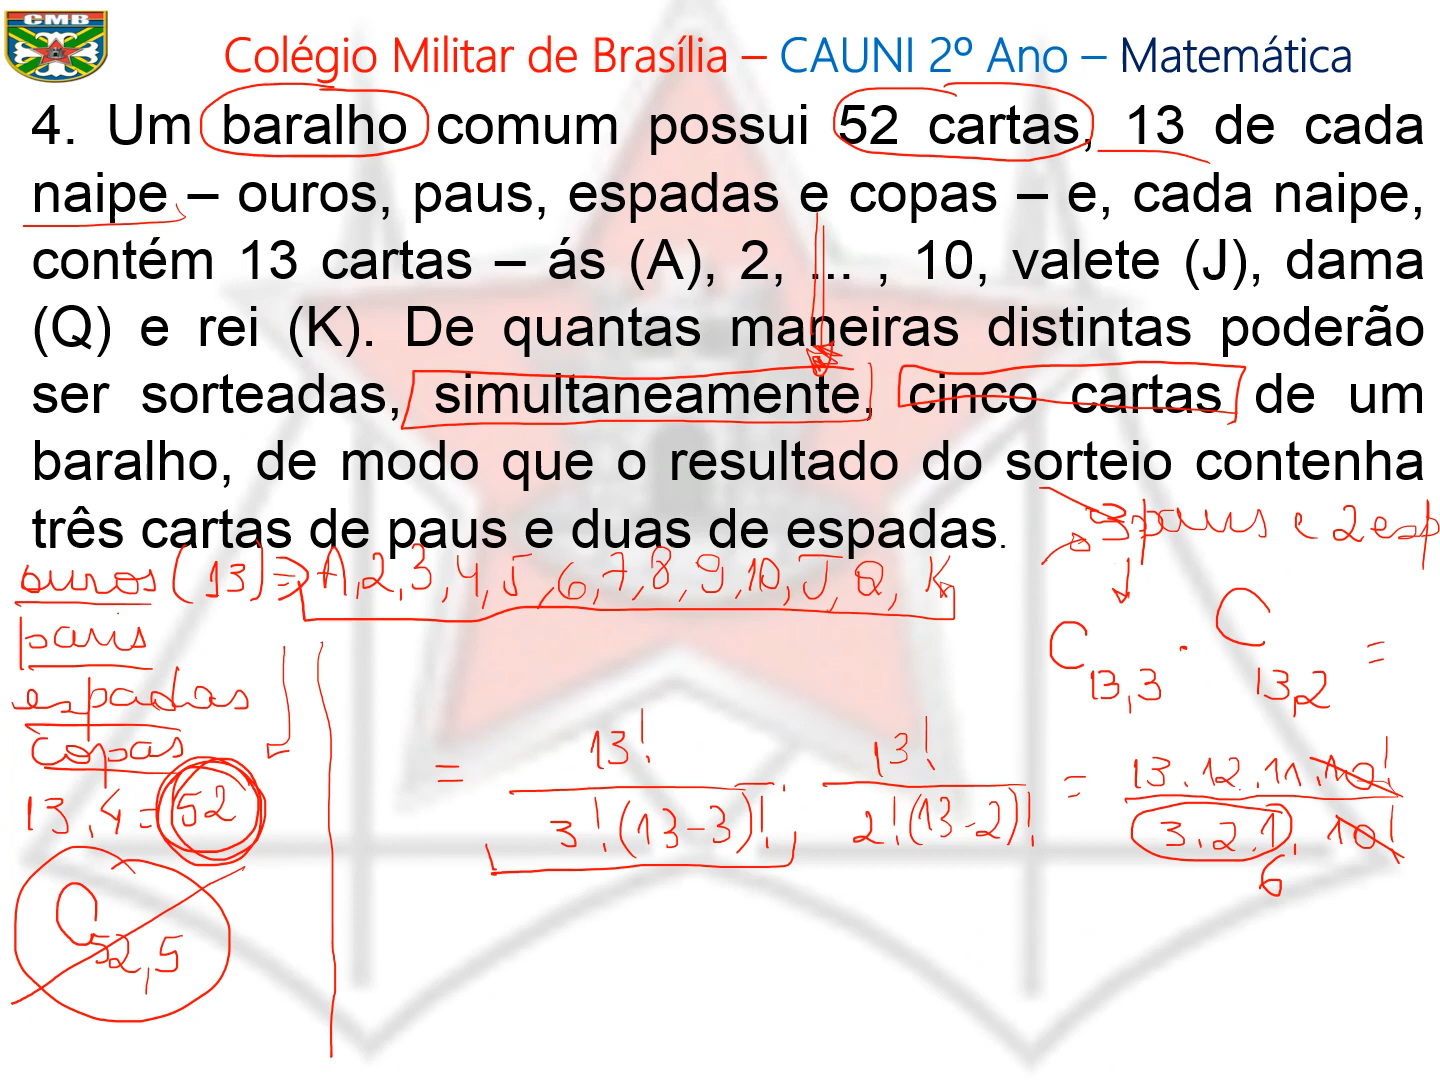 CMB
Colégio Militar de Brasília – CAUNI 2º Ano – Matemática
4. Um baralho comum possui 52 cartas, 13 de cada
naipe – ouros, paus, espadas e copas – e, cada naipe,
contém 13 cartas – ás (A), 2, ... , 10, valete (J), dama
(Q) e rei (K). De quantas maneiras distintas poderão
ser sorteadas, simultaneamente, cinco cartas de um
baralho, de modo que o resultado do sorteio contenha
três cartas de paus e duas de espadas.
3paus e 2esp
ouros (13) => A,2,3,4,5,6,7,8,9,10,J,Q,K
paus
espadas
copas
13.4=52
C52,5
C13,3 . C13,2 =
= 13!/3!(13-3)! . 13!/2!(13-2)! = 13.12.11.10!/3.2.1.10!
6